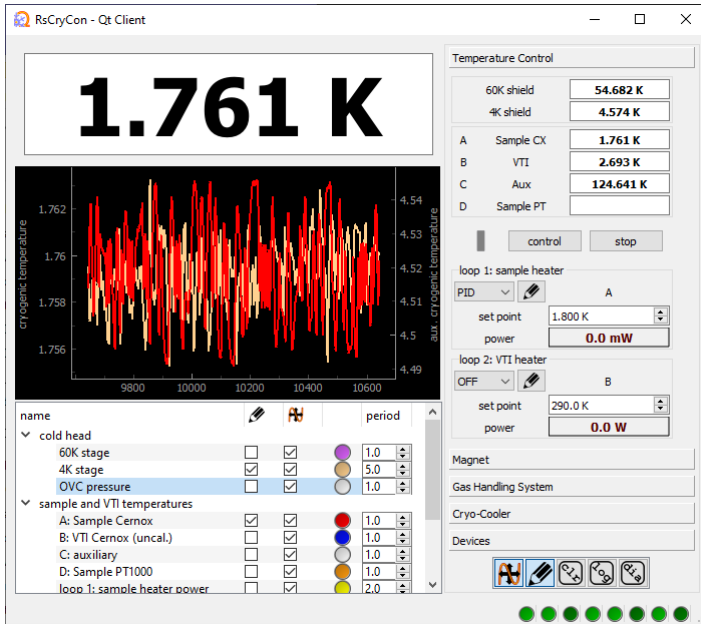 RsCryCon - Qt Client
1.761 K
cryogenic temperature
1.762
1.76
1.758
1.756
4.54
4.53
4.52
4.51
4.5
4.49
aux. cryogenic temperature
9800 10000 10200 10400 10600
name period
cold head
60K stage 1.0
4K stage 5.0
OVC pressure 1.0
sample and VTI temperatures
A: Sample Cernox 1.0
B: VTI Cernox (uncal.) 1.0
C: auxiliary 1.0
D: Sample PT1000 1.0
loop 1: sample heater power 2.0
Temperature Control
60K shield 54.682 K
4K shield 4.574 K
A Sample CX 1.761 K
B VTI 2.693 K
C Aux 124.641 K
D Sample PT
control stop
loop 1: sample heater
PID A
set point 1.800 K
power 0.0 mW
loop 2: VTI heater
OFF B
set point 290.0 K
power 0.0 W
Magnet
Gas Handling System
Cryo-Cooler
Devices
clr log dia